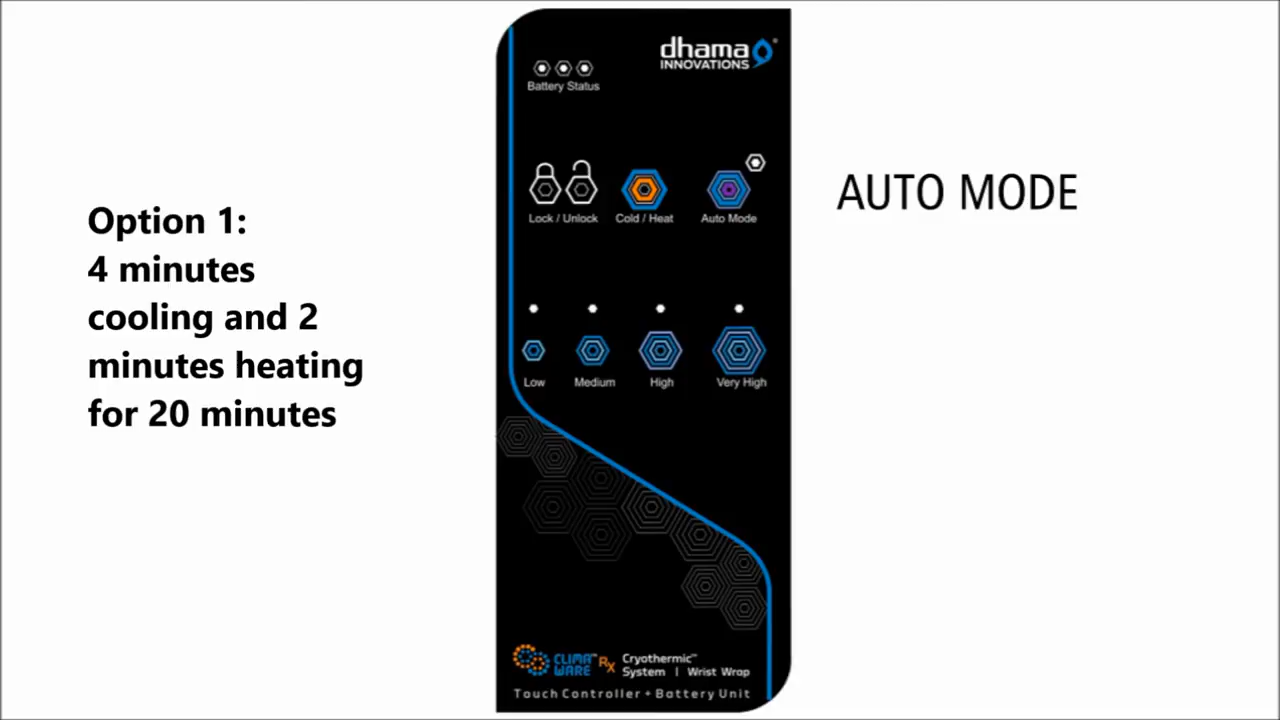 Option 1:
4 minutes
cooling and 2
minutes heating
for 20 minutes
dhama
INNOVATIONS
®
Battery Status
Lock / Unlock
Cold / Heat
Auto Mode
Low
Medium
High
Very High
CLIMA™
WARE
Rx
Cryothermic™
System | Wrist Wrap
Touch Controller + Battery Unit
AUTO MODE